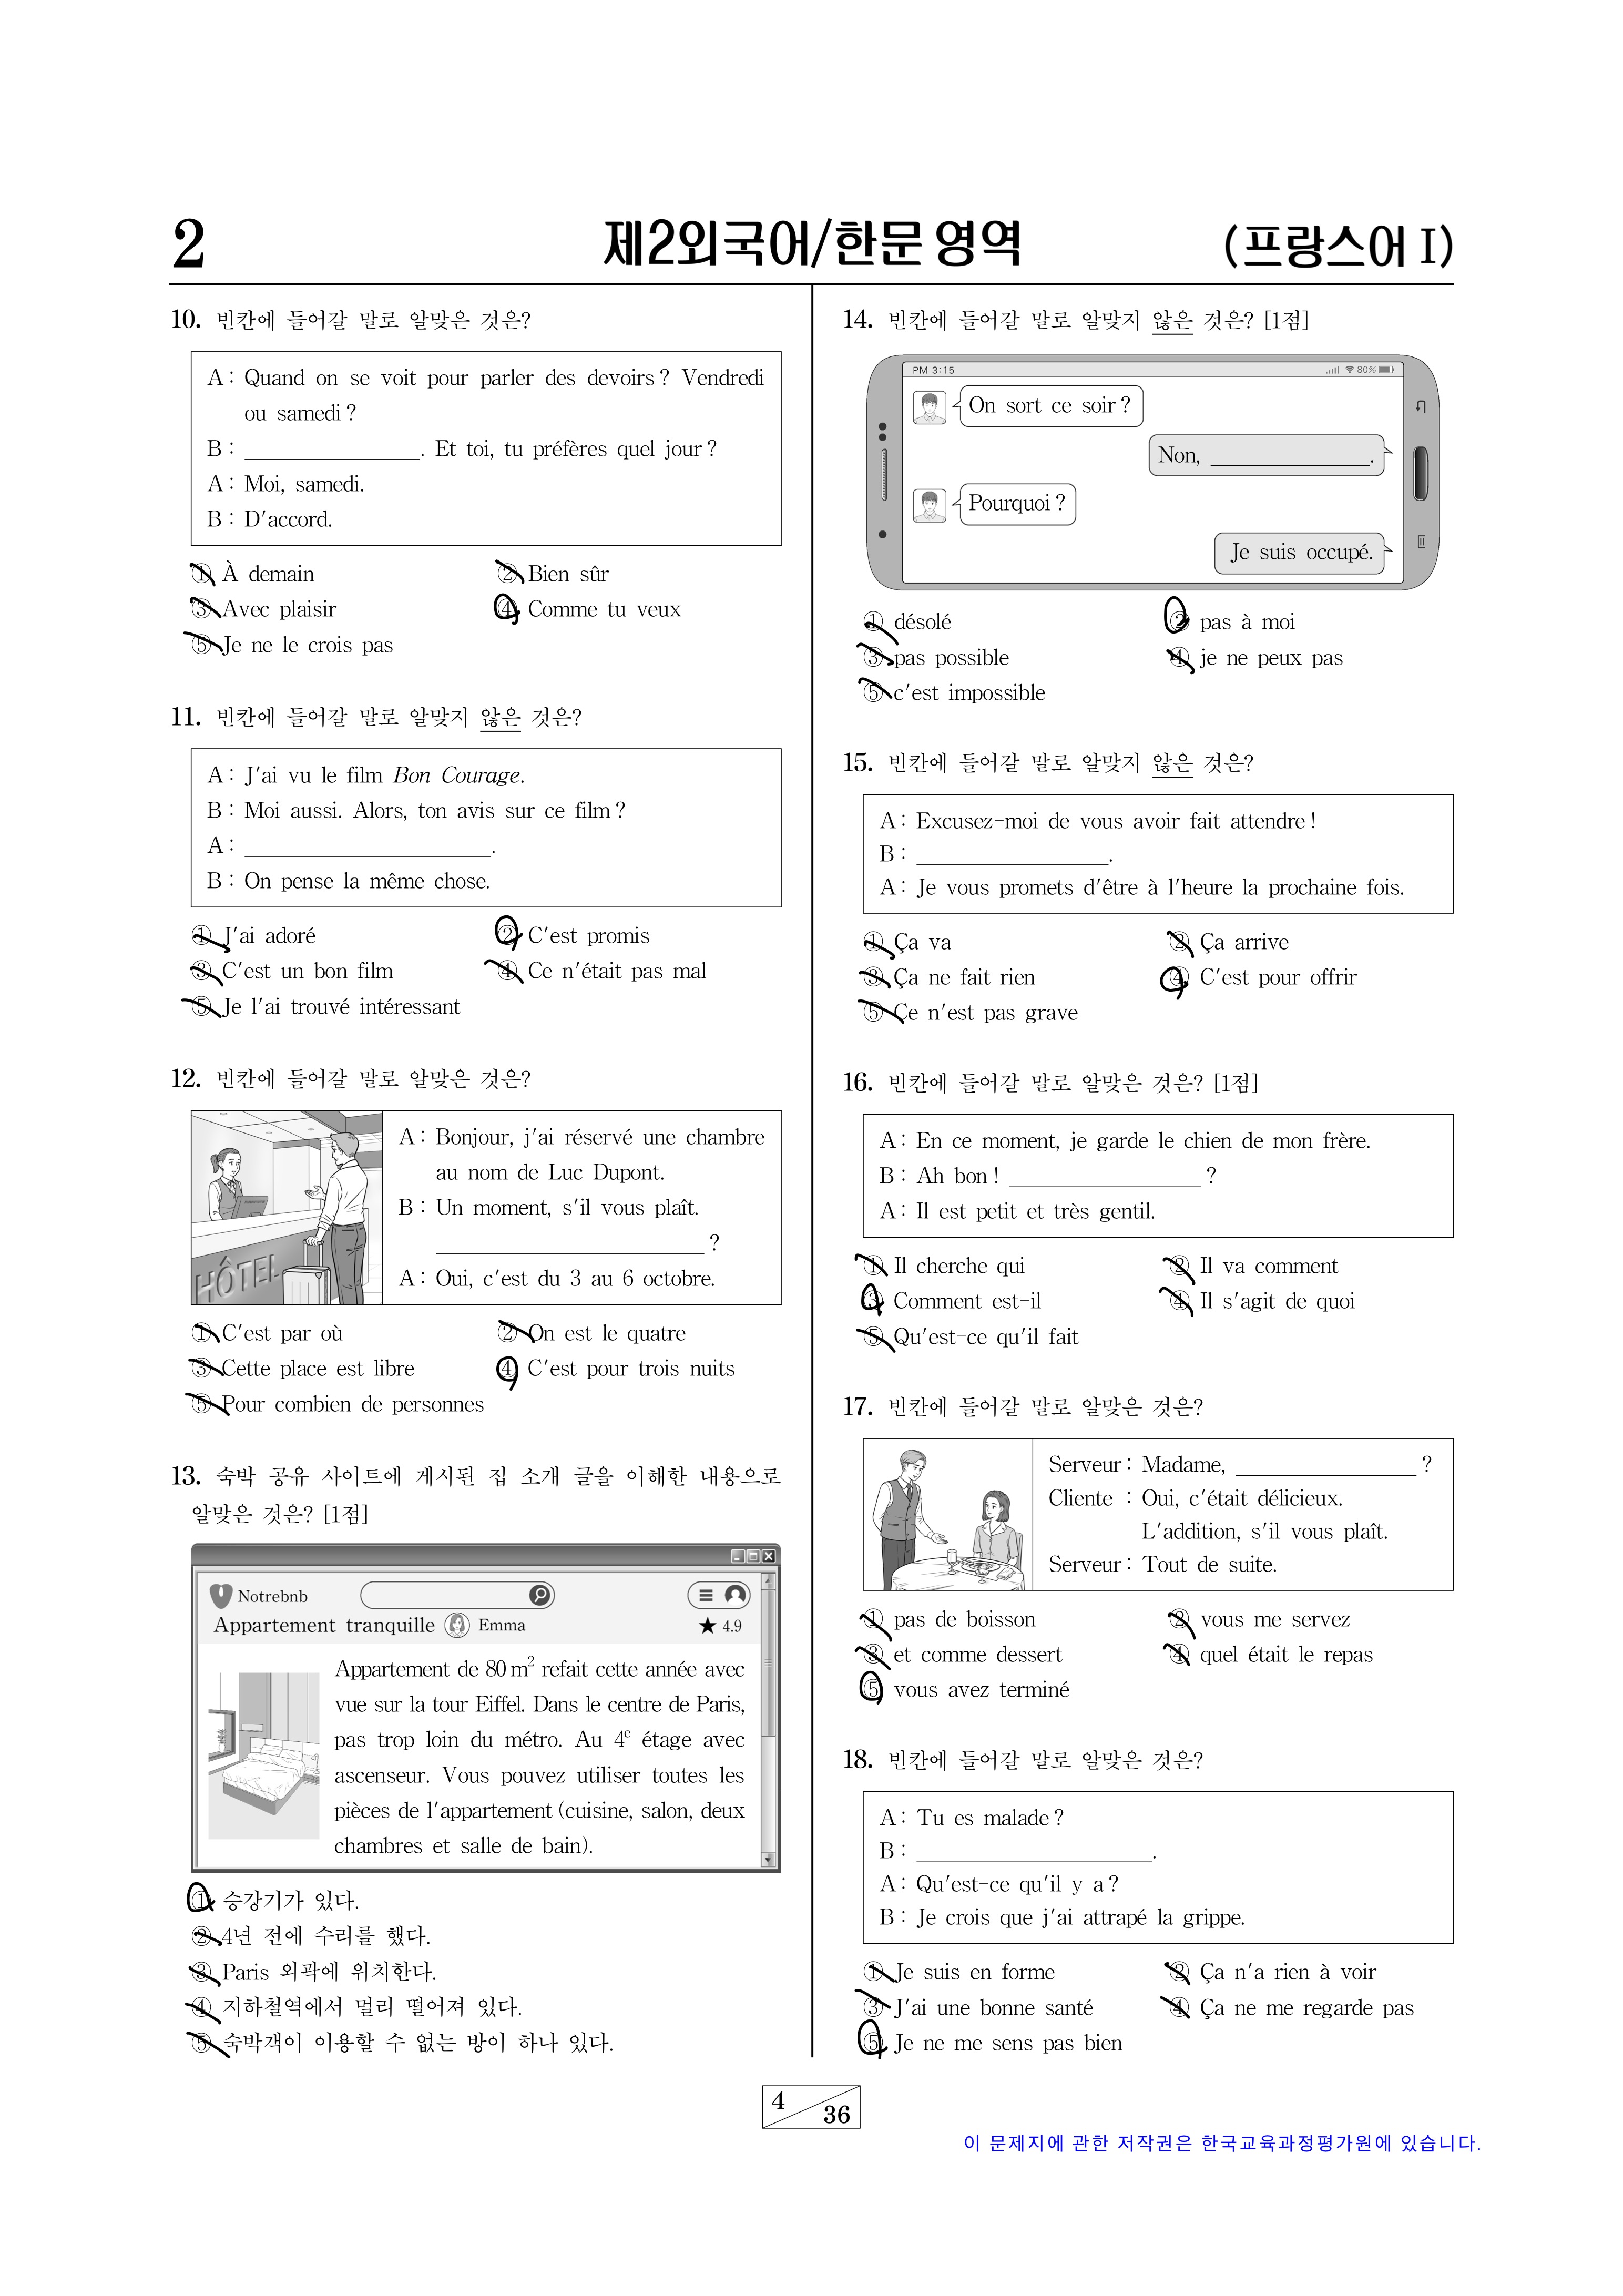 2
제2외국어/한문 영역
(프랑스어 I)
10. 빈칸에 들어갈 말로 알맞은 것은?
A : Quand on se voit pour parler des devoirs ? Vendredi
ou samedi ?
B : ________________. Et toi, tu préfères quel jour ?
A : Moi, samedi.
B : D'accord.
① À demain
② Bien sûr
③ Avec plaisir
④ Comme tu veux
⑤ Je ne le crois pas
11. 빈칸에 들어갈 말로 알맞지 않은 것은?
A : J'ai vu le film Bon Courage.
B : Moi aussi. Alors, ton avis sur ce film ?
A : ______________________.
B : On pense la même chose.
① J'ai adoré
② C'est promis
③ C'est un bon film
④ Ce n'était pas mal
⑤ Je l'ai trouvé intéressant
12. 빈칸에 들어갈 말로 알맞은 것은?
HÔTEL
A : Bonjour, j'ai réservé une chambre
au nom de Luc Dupont.
B : Un moment, s'il vous plaît.
________________________ ?
A : Oui, c'est du 3 au 6 octobre.
① C'est par où
② On est le quatre
③ Cette place est libre
④ C'est pour trois nuits
⑤ Pour combien de personnes
13. 숙박 공유 사이트에 게시된 집 소개 글을 이해한 내용으로
알맞은 것은? [1점]
Notrebnb
Appartement tranquille Emma ★ 4.9
Appartement de 80 m² refait cette année avec
vue sur la tour Eiffel. Dans le centre de Paris,
pas trop loin du métro. Au 4ᵉ étage avec
ascenseur. Vous pouvez utiliser toutes les
pièces de l'appartement (cuisine, salon, deux
chambres et salle de bain).
① 승강기가 있다.
② 4년 전에 수리를 했다.
③ Paris 외곽에 위치한다.
④ 지하철역에서 멀리 떨어져 있다.
⑤ 숙박객이 이용할 수 없는 방이 하나 있다.
14. 빈칸에 들어갈 말로 알맞지 않은 것은? [1점]
PM 3:15
80%
On sort ce soir ?
Non, ______________.
Pourquoi ?
Je suis occupé.
① désolé
② pas à moi
③ pas possible
④ je ne peux pas
⑤ c'est impossible
15. 빈칸에 들어갈 말로 알맞지 않은 것은?
A : Excusez-moi de vous avoir fait attendre !
B : _________________.
A : Je vous promets d'être à l'heure la prochaine fois.
① Ça va
② Ça arrive
③ Ça ne fait rien
④ C'est pour offrir
⑤ Ce n'est pas grave
16. 빈칸에 들어갈 말로 알맞은 것은? [1점]
A : En ce moment, je garde le chien de mon frère.
B : Ah bon ! _________________ ?
A : Il est petit et très gentil.
① Il cherche qui
② Il va comment
③ Comment est-il
④ Il s'agit de quoi
⑤ Qu'est-ce qu'il fait
17. 빈칸에 들어갈 말로 알맞은 것은?
Serveur : Madame, ________________ ?
Cliente : Oui, c'était délicieux.
L'addition, s'il vous plaît.
Serveur : Tout de suite.
① pas de boisson
② vous me servez
③ et comme dessert
④ quel était le repas
⑤ vous avez terminé
18. 빈칸에 들어갈 말로 알맞은 것은?
A : Tu es malade ?
B : _____________________.
A : Qu'est-ce qu'il y a ?
B : Je crois que j'ai attrapé la grippe.
① Je suis en forme
② Ça n'a rien à voir
③ J'ai une bonne santé
④ Ça ne me regarde pas
⑤ Je ne me sens pas bien
4
36
이 문제지에 관한 저작권은 한국교육과정평가원에 있습니다.